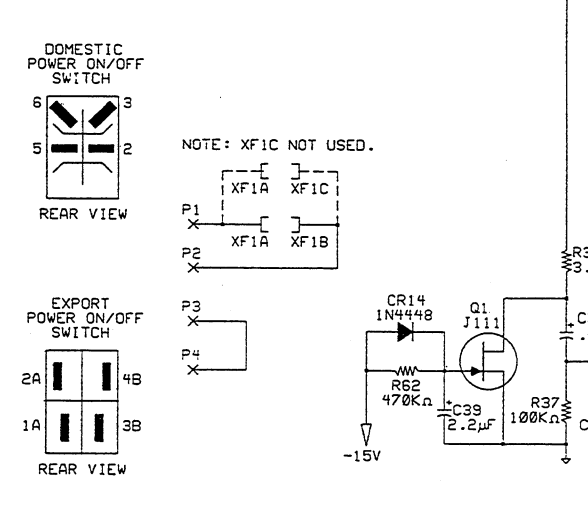 DOMESTIC
POWER ON/OFF
SWITCH
6 3
5 2
REAR VIEW
NOTE: XF1C NOT USED.
XF1A XF1C
P1
XF1A XF1B
P2
EXPORT
POWER ON/OFF
SWITCH
2A 4B
1A 3B
REAR VIEW
P3
P4
CR14
1N4448
R62
470KΩ
-15V
C39
2.2µF
Q1
J111
R3
3.
C
.
R37
100KΩ
C